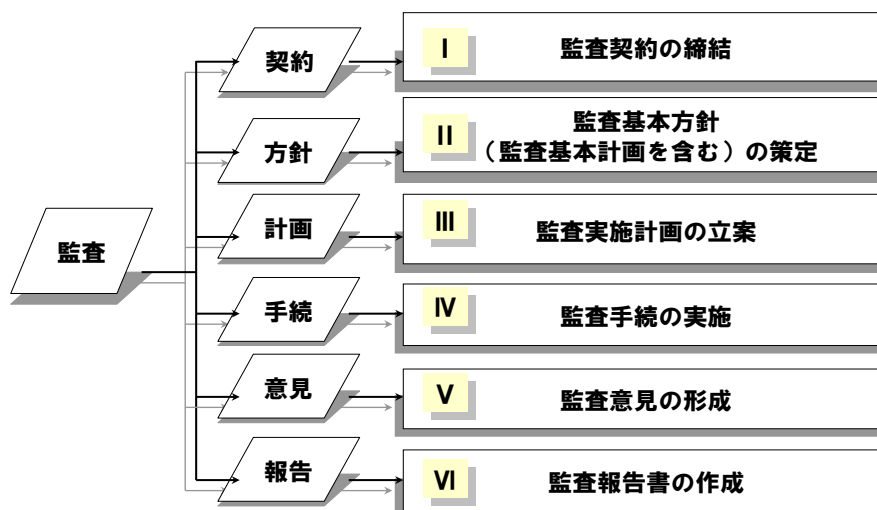 監査
契約
Ⅰ
監査契約の締結
方針
Ⅱ
監査基本方針
（監査基本計画を含む）の策定
計画
Ⅲ
監査実施計画の立案
手続
Ⅳ
監査手続の実施
意見
Ⅴ
監査意見の形成
報告
Ⅵ
監査報告書の作成